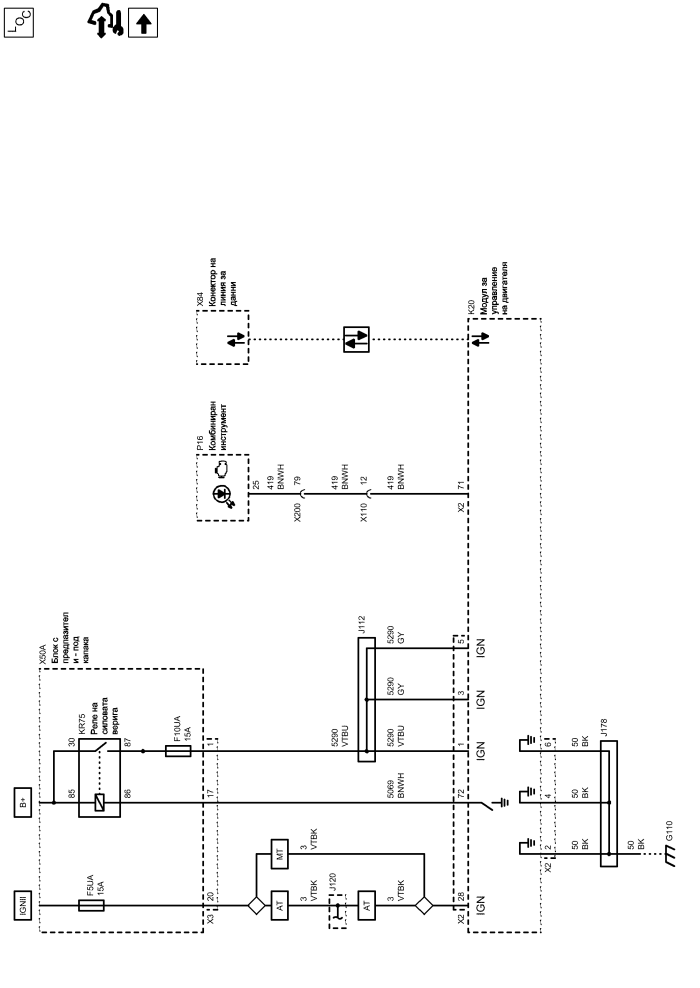 LOC
X84
Конектор на
линия за
данни
K20
Модул за
управление
на двигателя
P16
Комбиниран
инструмент
25
419
BNWH
79
X200
419
BNWH
12
X110
419
BNWH
71
X2
X50A
Блок с
предпазител
и - под
капака
KR75
Реле на
силовата
верига
30
87
85
86
B+
IGNII
F10UA
15A
F5UA
15A
1
17
20
X3
J112
5290
VTBU
5290
GY
5290
GY
5290
VTBU
5069
BNWH
MT
3
VTBK
AT
3
VTBK
J120
AT
3
VTBK
5
3
1
72
28
X2
IGN
IGN
IGN
IGN
6
4
2
X2
50
BK
50
BK
50
BK
J178
50
BK
G110